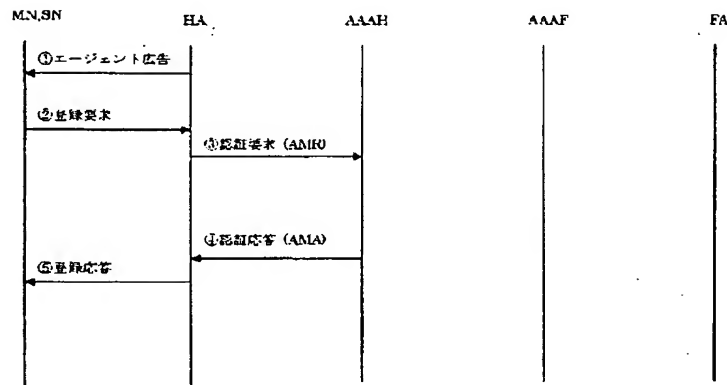 MN,SN HA AAAH AAAF FA
①エージェント広告
②登録要求
③認証要求 (AMR)
④認証応答 (AMA)
⑤登録応答